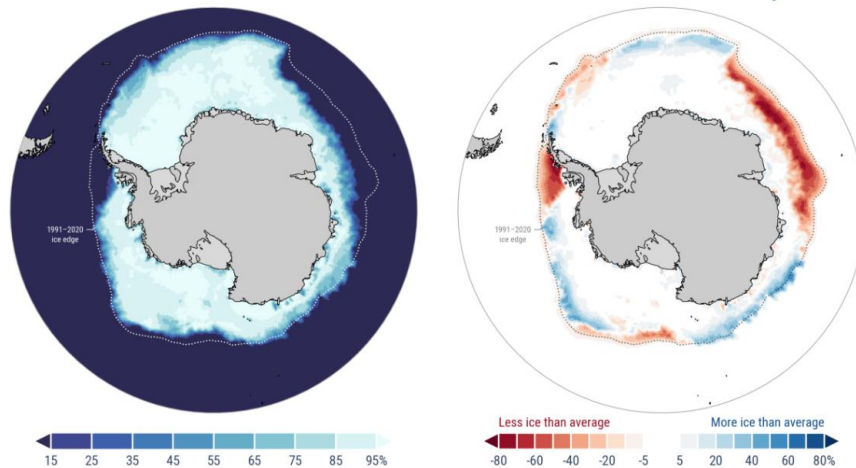 1991–2020
ice edge
1991–2020
ice edge
15 25 35 45 55 65 75 85 95%
Less ice than average
More ice than average
-80 -60 -40 -20 -5 5 20 40 60 80%